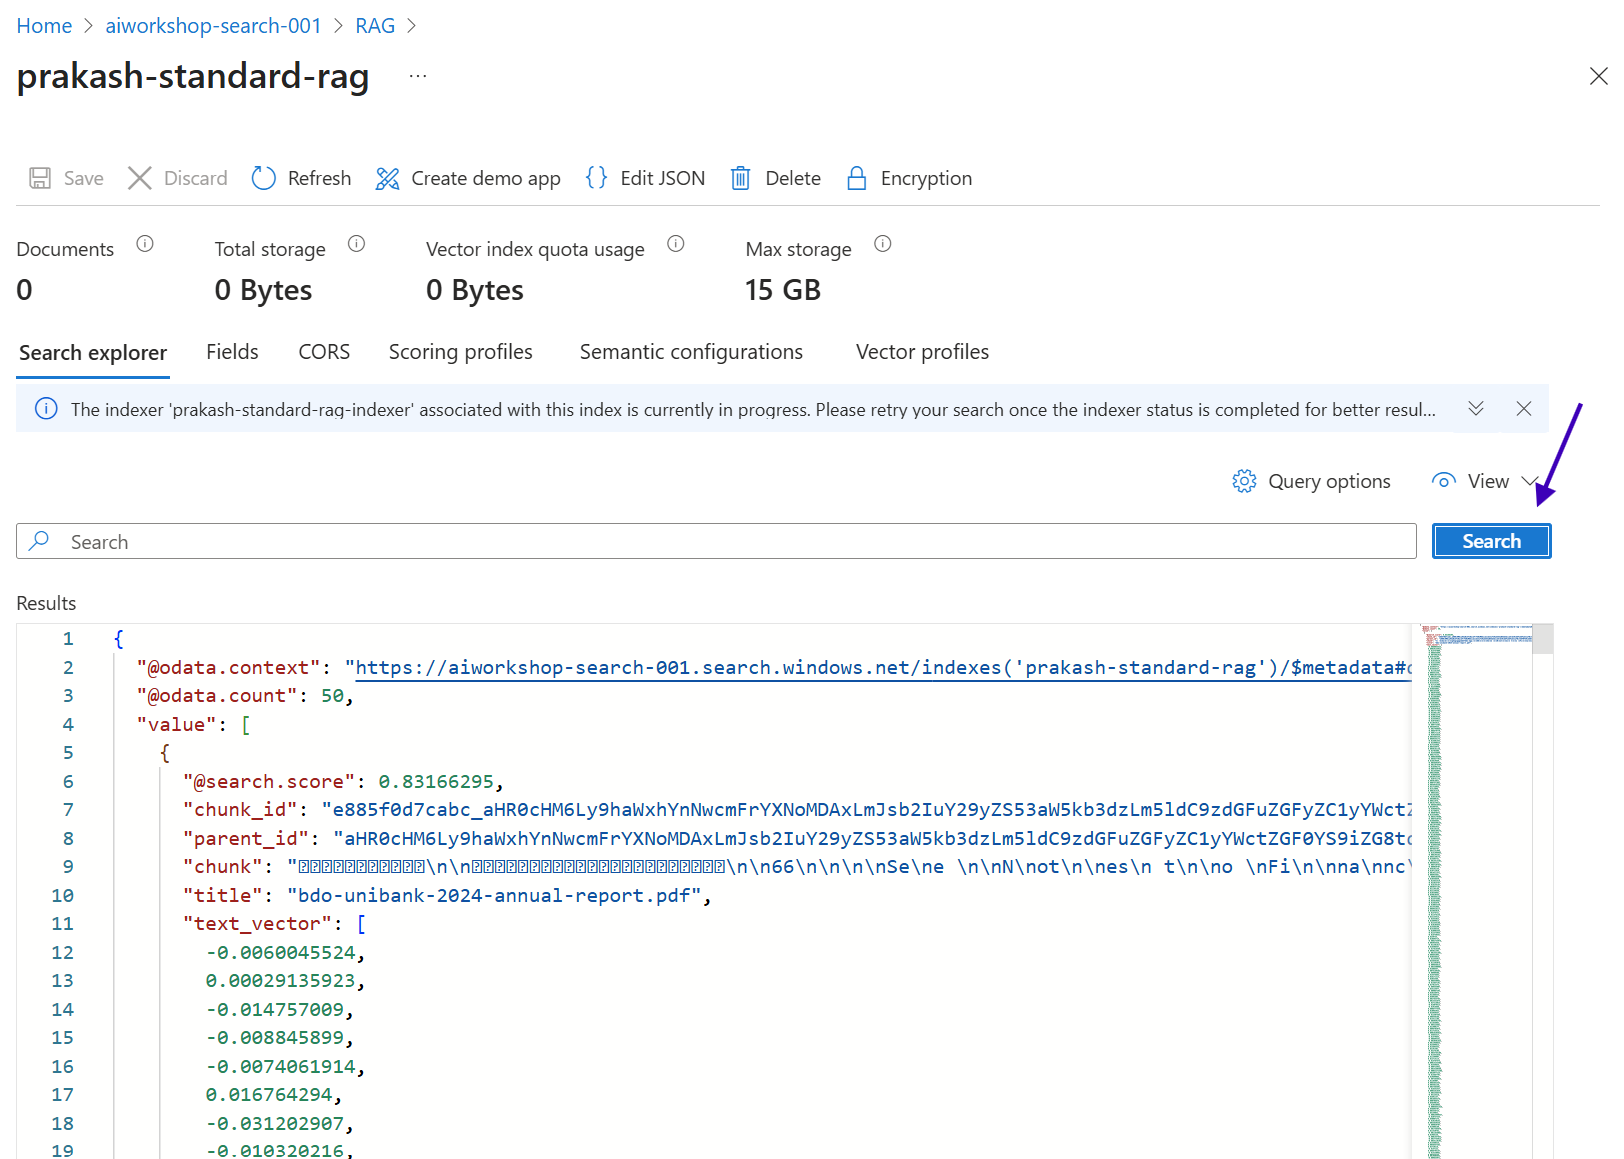 Home > aiworkshop-search-001 > RAG >
prakash-standard-rag ...
Save Discard Refresh Create demo app {} Edit JSON Delete Encryption
Documents Total storage Vector index quota usage Max storage
0 0 Bytes 0 Bytes 15 GB
Search explorer Fields CORS Scoring profiles Semantic configurations Vector profiles
The indexer 'prakash-standard-rag-indexer' associated with this index is currently in progress. Please retry your search once the indexer status is completed for better resul...
Query options View
Search Search
Results
1 {
2 "@odata.context": "https://aiworkshop-search-001.search.windows.net/indexes('prakash-standard-rag')/$metadata#
3 "@odata.count": 50,
4 "value": [
5 {
6 "@search.score": 0.83166295,
7 "chunk_id": "e885f0d7cabc_aHR0cHM6Ly9haWxhYnNwcmFrYXNoMDAxLmJsb2IuY29yZS53aW5kb3dzLm5ldC9zdGFuZGFyZC1yYWct
8 "parent_id": "aHR0cHM6Ly9haWxhYnNwcmFrYXNoMDAxLmJsb2IuY29yZS53aW5kb3dzLm5ldC9zdGFuZGFyZC1yYWctZGF0YS9iZG8t
9 "chunk": "\n\n\n\n66\n\n\n\nSe\ne \n\nN\not\n\nes\n t\n\no \nFi\n\nna\nnc\
10 "title": "bdo-unibank-2024-annual-report.pdf",
11 "text_vector": [
12 -0.0060045524,
13 0.00029135923,
14 -0.014757009,
15 -0.008845899,
16 -0.0074061914,
17 0.016764294,
18 -0.031202907,
19 -0.010320216,